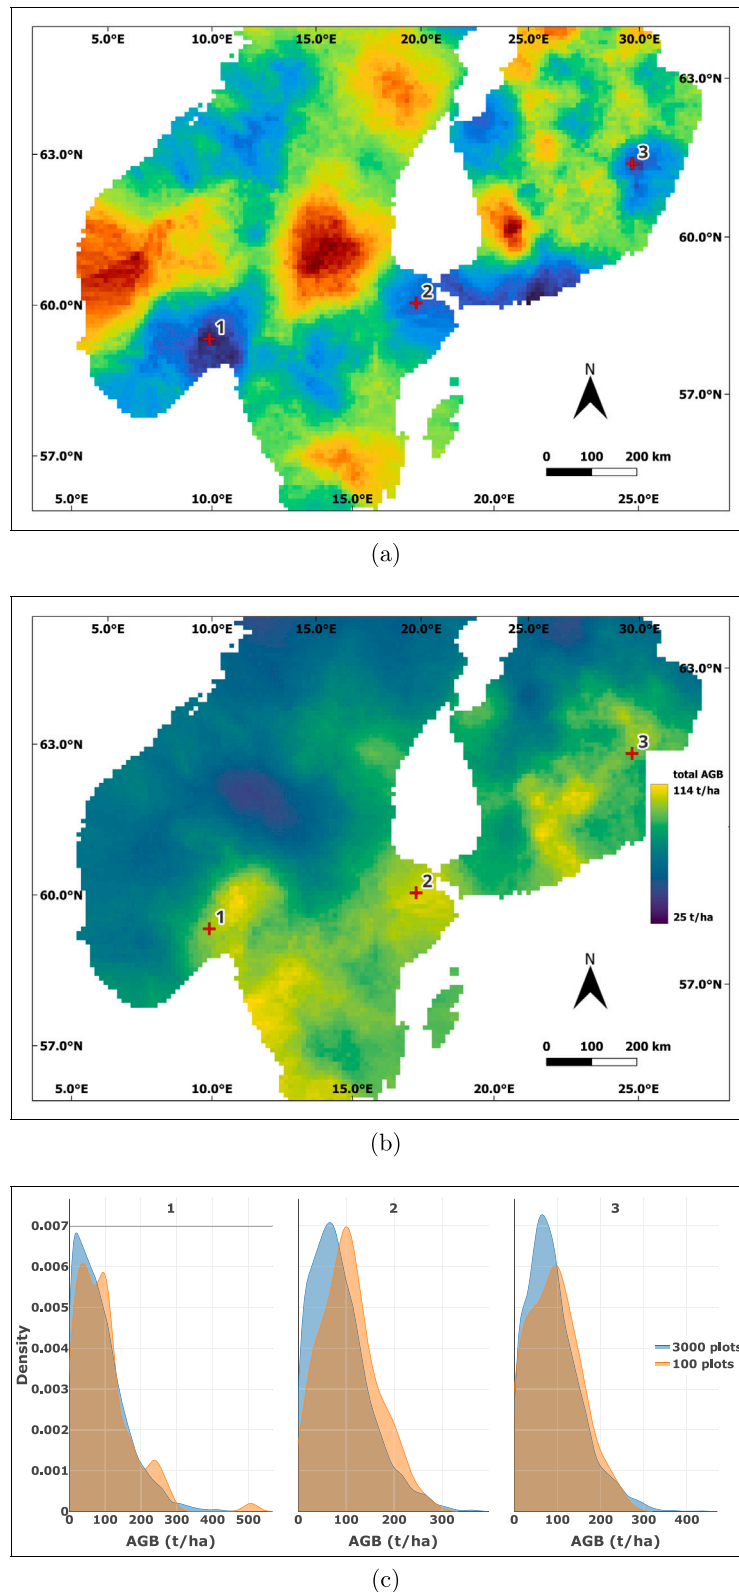 5.0°E 10.0°E 15.0°E 20.0°E 25.0°E 30.0°E
63.0°N
63.0°N
3
60.0°N
60.0°N
2
1
N
57.0°N
0 100 200 km
57.0°N
5.0°E 10.0°E 15.0°E 20.0°E 25.0°E
(a)
5.0°E 10.0°E 15.0°E 20.0°E 25.0°E 30.0°E
63.0°N
63.0°N
3
total AGB
114 t/ha
60.0°N
2
1
25 t/ha
N
57.0°N
57.0°N
0 100 200 km
5.0°E 10.0°E 15.0°E 20.0°E 25.0°E
(b)
1 2 3
0.007
0.006
0.005
0.004
0.003
0.002
0.001
0
Density
3000 plots
100 plots
0 100 200 300 400 500 0 100 200 300 0 100 200 300 400
AGB (t/ha) AGB (t/ha) AGB (t/ha)
(c)